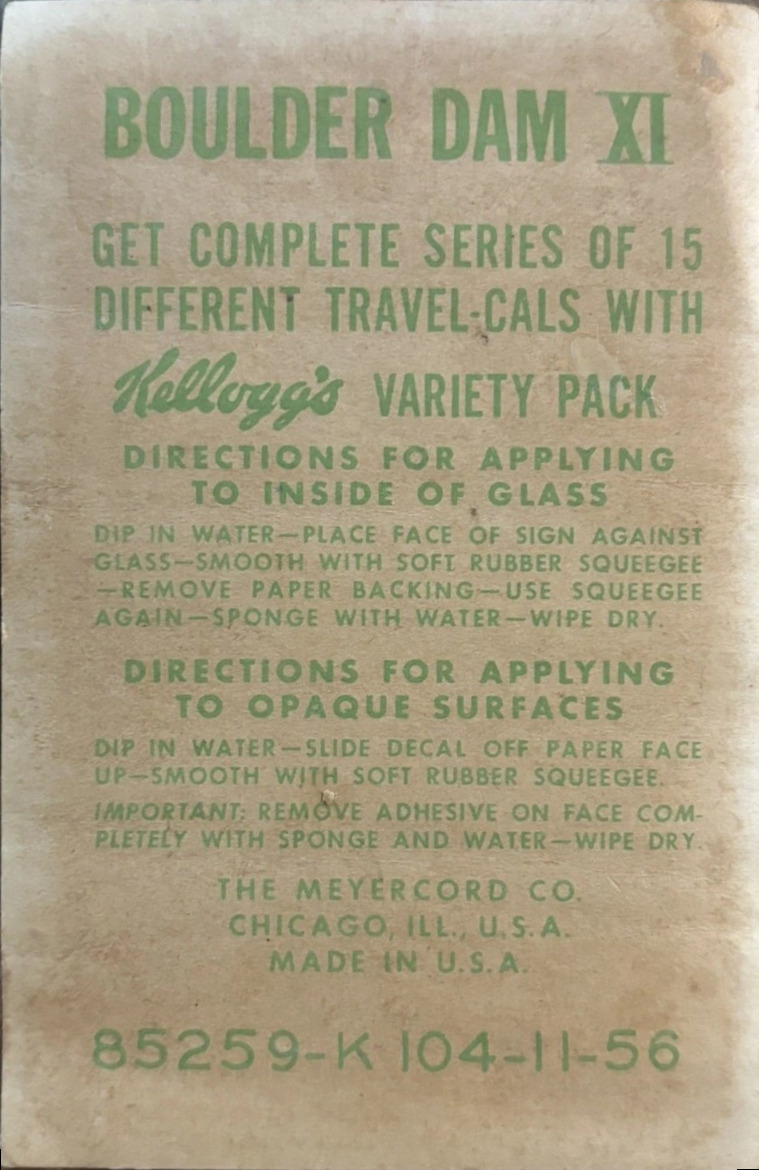 BOULDER DAM XI
GET COMPLETE SERIES OF 15
DIFFERENT TRAVEL-CALS WITH
Kellogg's VARIETY PACK
DIRECTIONS FOR APPLYING
TO INSIDE OF GLASS
DIP IN WATER—PLACE FACE OF SIGN AGAINST
GLASS—SMOOTH WITH SOFT RUBBER SQUEEGEE
—REMOVE PAPER BACKING—USE SQUEEGEE
AGAIN—SPONGE WITH WATER—WIPE DRY.
DIRECTIONS FOR APPLYING
TO OPAQUE SURFACES
DIP IN WATER—SLIDE DECAL OFF PAPER FACE
UP—SMOOTH WITH SOFT RUBBER SQUEEGEE.
IMPORTANT: REMOVE ADHESIVE ON FACE COM-
PLETELY WITH SPONGE AND WATER—WIPE DRY.
THE MEYERCORD CO.
CHICAGO, ILL., U.S.A.
MADE IN U.S.A.
85259-K 104-11-56